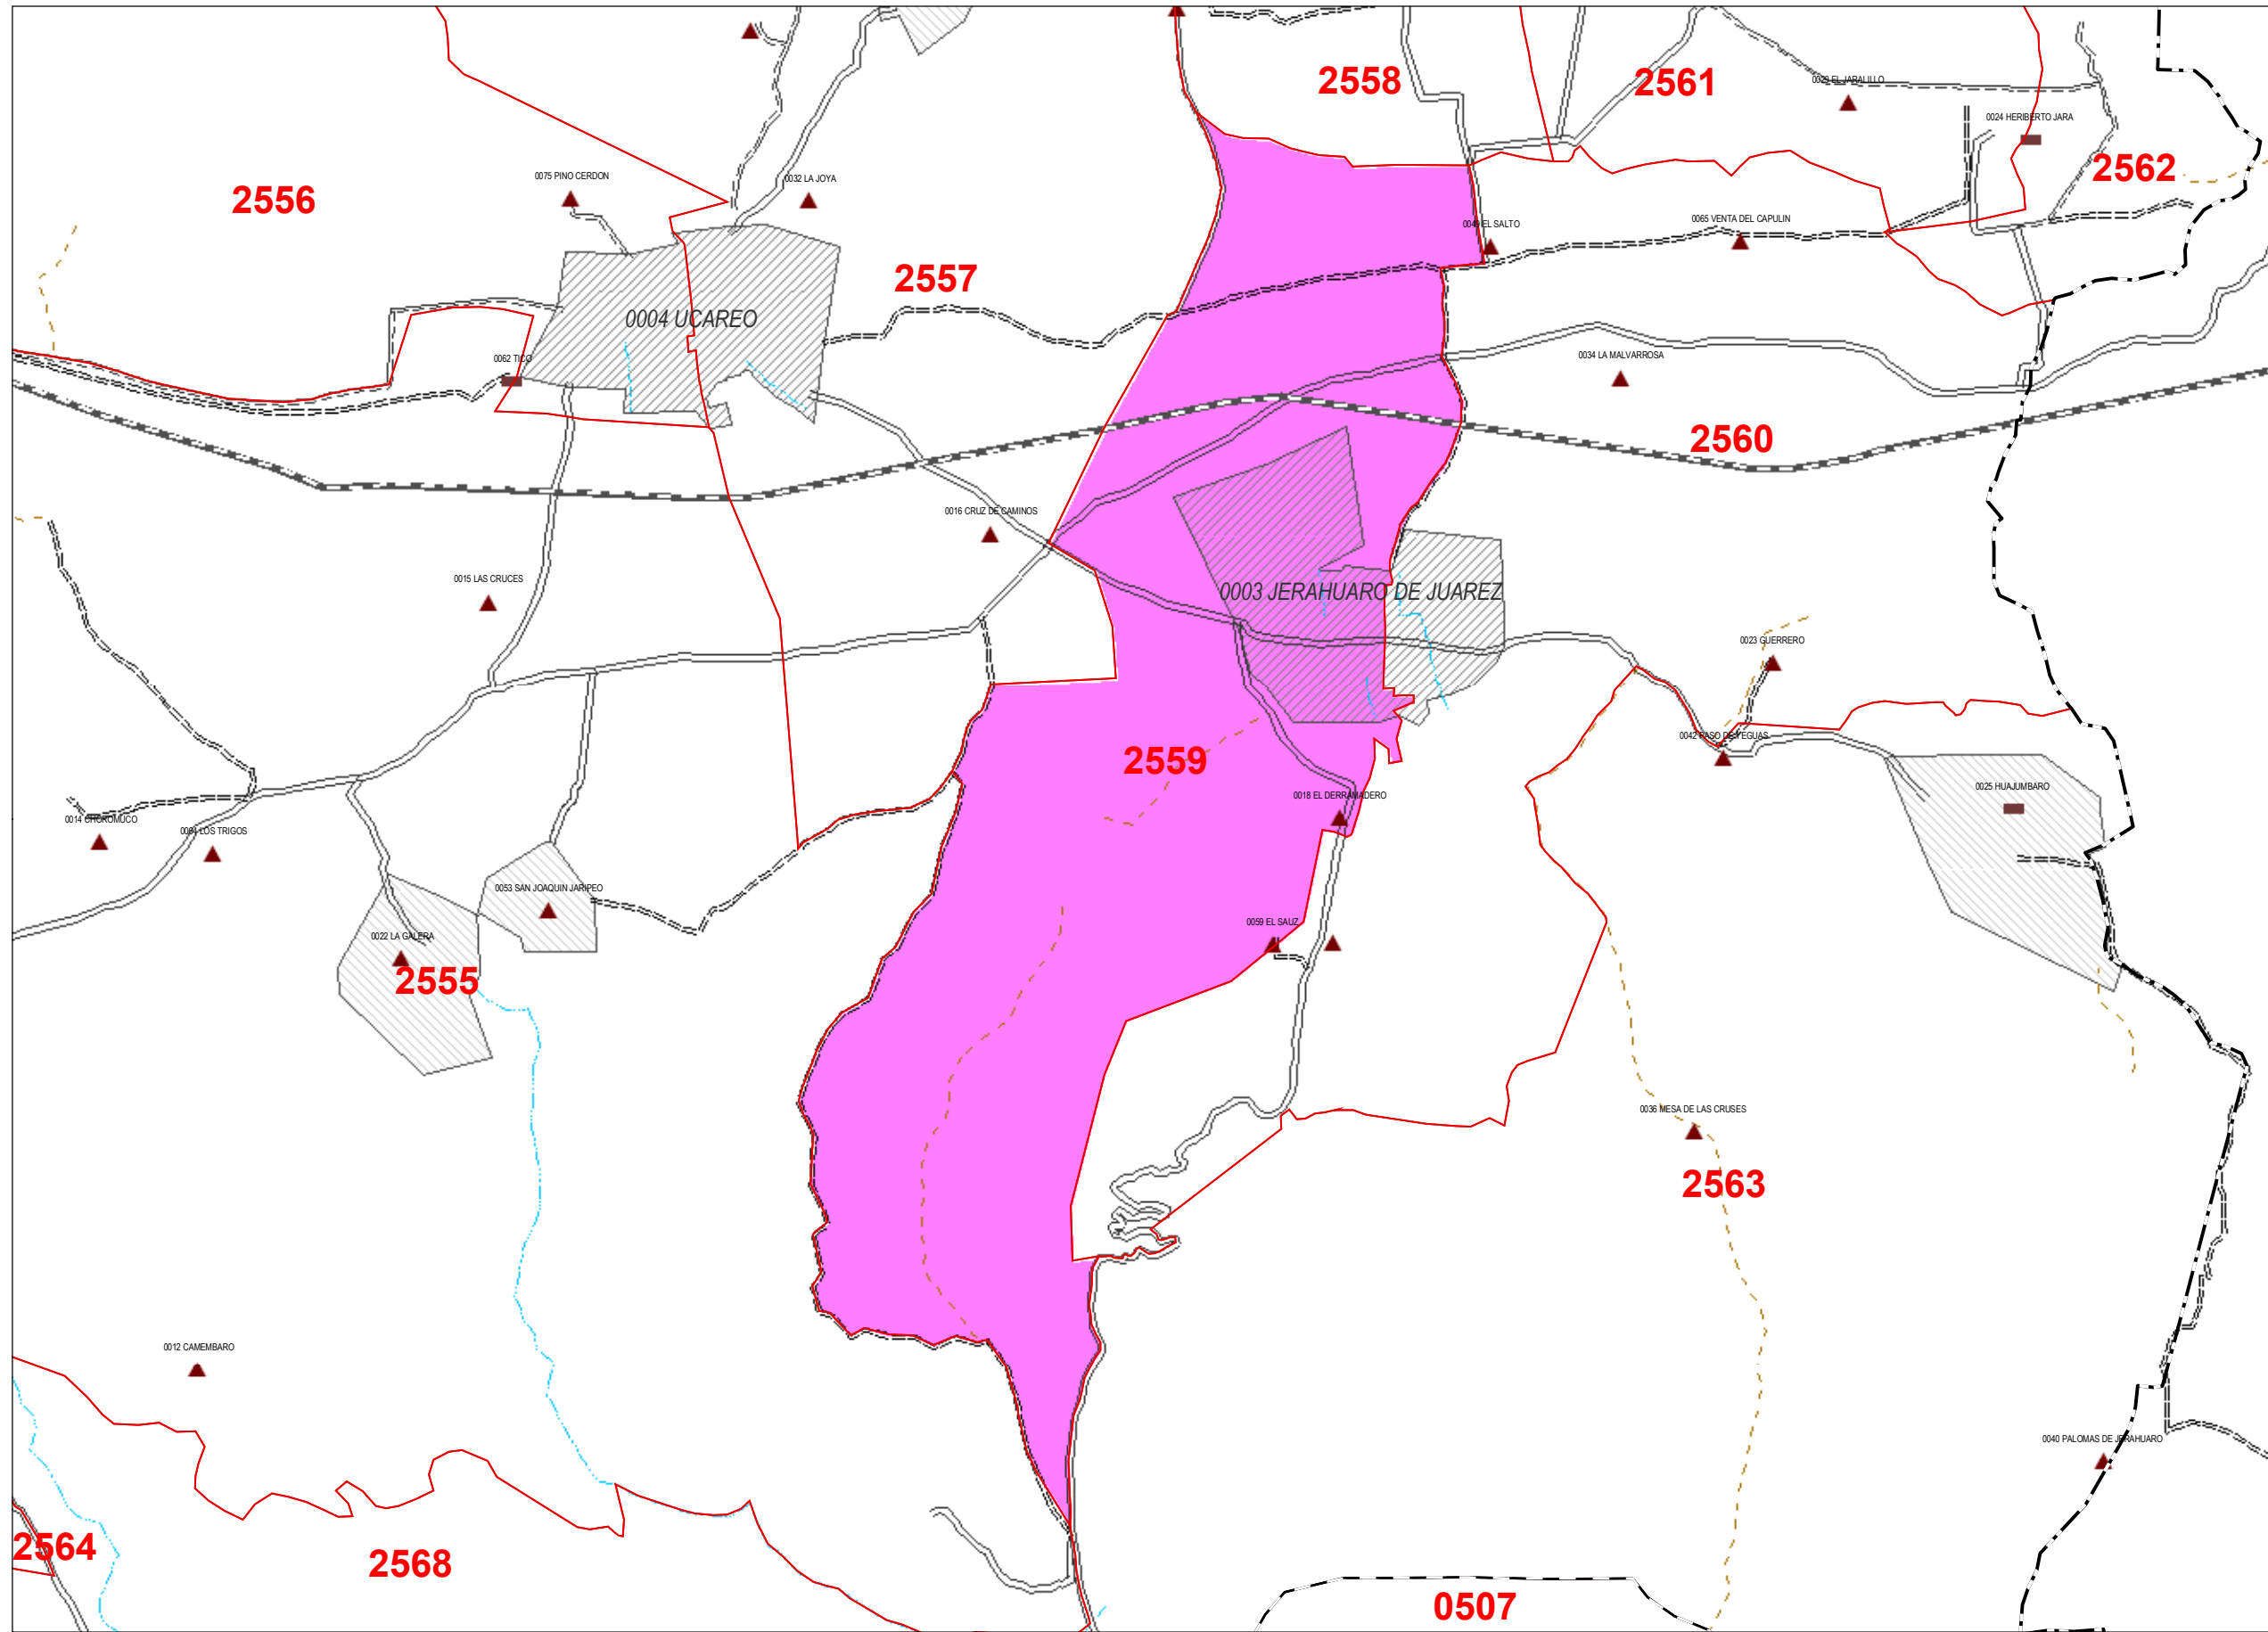 2558
2561
0029 EL JARALILLO
0024 HERIBERTO JARA
2562
0075 PINO CERDON
0032 LA JOYA
2556
0049 EL SALTO
0065 VENTA DEL CAPULIN
2557
0004 UCAREO
0062 TICO
0034 LA MALVARROSA
2560
0016 CRUZ DE CAMINOS
0015 LAS CRUCES
0003 JERAHUARO DE JUAREZ
0023 GUERRERO
0042 PASO DE YEGUAS
2559
0025 HUAJUMBARO
0018 EL DERRAMADERO
0014 CHOROMUCO
LOS TRIGOS
0053 SAN JOAQUIN JARIPEO
0059 EL SAUZ
0022 LA GALERA
2555
0036 MESA DE LAS CRUSES
2563
0012 CAMEMBARO
0040 PALOMAS DE JERAHUARO
2564
2568
0507